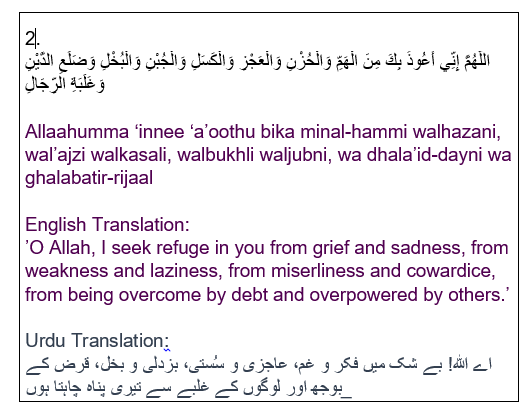 2.
اللَّهُمَّ إِنِّي أَعُوذُ بِكَ مِنَ الْهَمِّ وَالْحُزْنِ وَالْعَجْزِ وَالْكَسَلِ وَالْجُبْنِ وَالْبُخْلِ وَضَلَعِ الدَّيْنِ
وَغَلَبَةِ الرِّجَالِ
Allaahumma ‘innee ‘a’oothu bika minal-hammi walhazani,
wal’ajzi walkasali, walbukhli waljubni, wa dhala’id-dayni wa
ghalabatir-rijaal
English Translation:
’O Allah, I seek refuge in you from grief and sadness, from
weakness and laziness, from miserliness and cowardice,
from being overcome by debt and overpowered by others.’
Urdu Translation:
اے اللہ! بے شک میں فکر و غم، عاجزی و سُستی، بزدلی و بخل، قرض کے
بوجھ اور لوگوں کے غلبے سے تیری پناہ چاہتا ہوں_